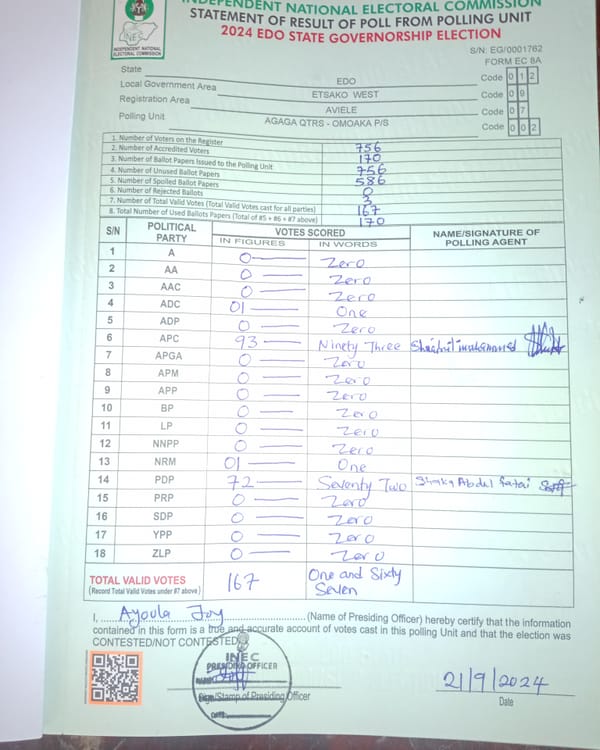 INDEPENDENT NATIONAL ELECTORAL COMMISSION
STATEMENT OF RESULT OF POLL FROM POLLING UNIT
2024 EDO STATE GOVERNORSHIP ELECTION
INEC
INDEPENDENT NATIONAL ELECTORAL COMMISSION
S/N: EG/0001762
FORM EC 8A
State EDO Code 0 1 2
Local Government Area ETSAKO WEST Code 0 9
Registration Area AVIELE Code 0 7
Polling Unit AGAGA QTRS - OMOAKA P/S Code 0 0 2
1. Number of Voters on the Register 756
2. Number of Accredited Voters 170
3. Number of Ballot Papers Issued to the Polling Unit 756
4. Number of Unused Ballot Papers 586
5. Number of Spoiled Ballot Papers 0
6. Number of Rejected Ballots 3
7. Number of Total Valid Votes (Total Valid Votes cast for all parties) 167
8. Total Number of Used Ballots Papers (Total of #5 + #6 + #7 above) 170
S/N POLITICAL PARTY VOTES SCORED NAME/SIGNATURE OF POLLING AGENT
IN FIGURES IN WORDS
1 A 0 Zero
2 AA 0 Zero
3 AAC 0 Zero
4 ADC 01 One
5 ADP 0 Zero
6 APC 93 Ninety Three
7 APGA 0 Zero
8 APM 0 Zero
9 APP 0 Zero
10 BP 0 Zero
11 LP 0 Zero
12 NNPP 0 Zero
13 NRM 01 One
14 PDP 72 Seventy Two Abdul
15 PRP 0 Zero
16 SDP 0 Zero
17 YPP 0 Zero
18 ZLP 0 Zero
TOTAL VALID VOTES 167 One and Sixty
(Record Total Valid Votes under #7 above) Seven
I, Ayoula Joy (Name of Presiding Officer) hereby certify that the information
contained in this form is a true and accurate account of votes cast in this polling Unit and that the election was
CONTESTED/NOT CONTESTED
INEC
PRESIDING OFFICER
Sign/Stamp of Presiding Officer
DATE
21/9/2024
Date